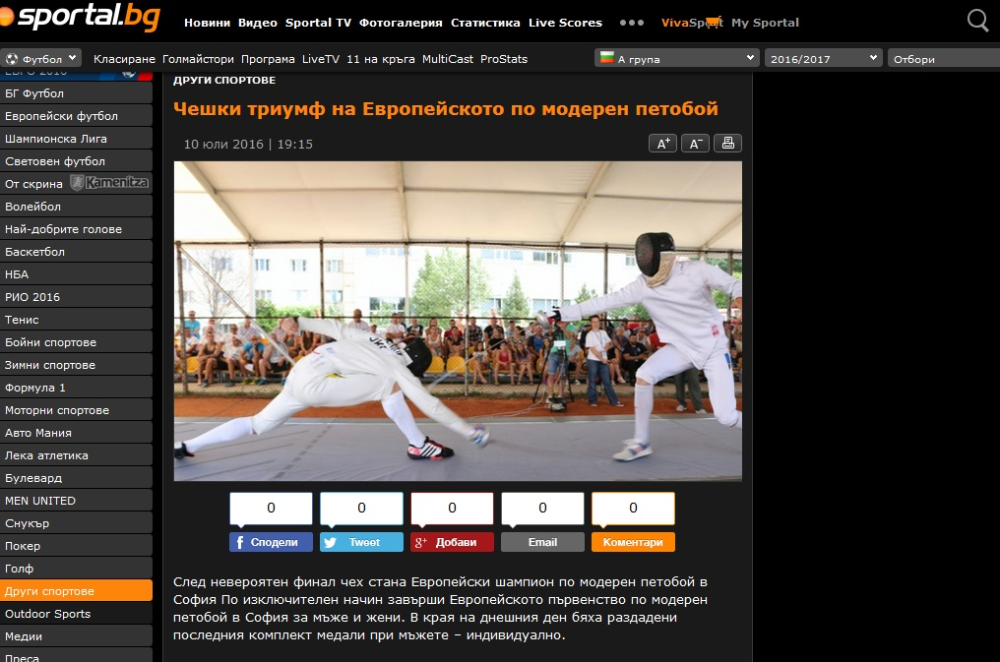 sportal.bg
Новини Видео Sportal TV Фотогалерия Статистика Live Scores VivaSport My Sportal
Футбол Класиране Голмайстори Програма LiveTV 11 на кръга MultiCast ProStats А група 2016/2017 Отбори
ЕВРО 2016
БГ Футбол
Европейски футбол
Шампионска Лига
Световен футбол
От скрина Kamenitza
Волейбол
Най-добрите голове
Баскетбол
НБА
РИО 2016
Тенис
Бойни спортове
Зимни спортове
Формула 1
Моторни спортове
Авто Мания
Лека атлетика
Булевард
MEN UNITED
Снукър
Покер
Голф
Други спортове
Outdoor Sports
Медии
Преса
ДРУГИ СПОРТОВЕ
Чешки триумф на Европейското по модерен петобой
10 юли 2016 | 19:15
A+ A-
0 0 0 0 0
f Сподели Tweet g+ Добави Email Коментари
След невероятен финал чех стана Европейски шампион по модерен петобой в
София По изключителен начин завърши Европейското първенство по модерен
петобой в София за мъже и жени. В края на днешния ден бяха раздадени
последния комплект медали при мъжете – индивидуално.